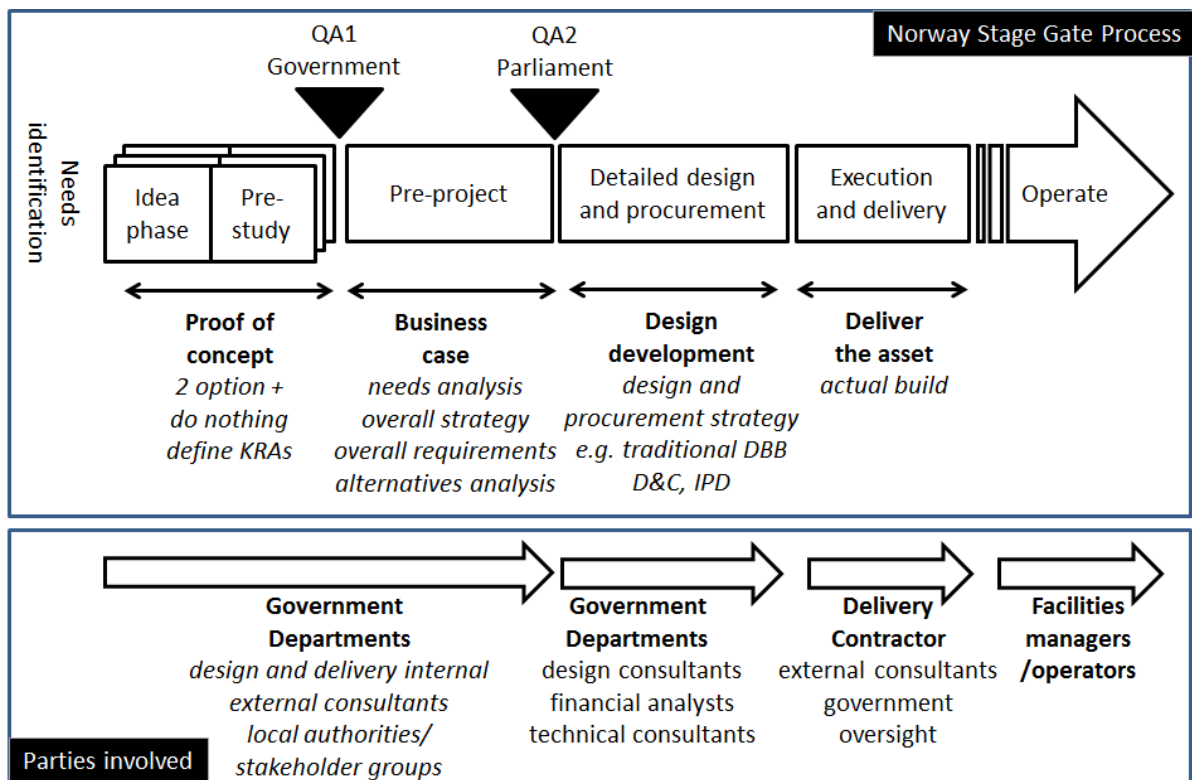 Norway Stage Gate Process
QA1
Government
QA2
Parliament
Needs
identification
Idea
phase
Pre-
study
Pre-project
Detailed design
and procurement
Execution
and delivery
Operate
Proof of
concept
2 option +
do nothing
define KRAs
Business
case
needs analysis
overall strategy
overall requirements
alternatives analysis
Design
development
design and
procurement strategy
e.g. traditional DBB
D&C, IPD
Deliver
the asset
actual build
Government
Departments
design and delivery internal
external consultants
local authorities/
stakeholder groups
Government
Departments
design consultants
financial analysts
technical consultants
Delivery
Contractor
external consultants
government
oversight
Facilities
managers
/operators
Parties involved